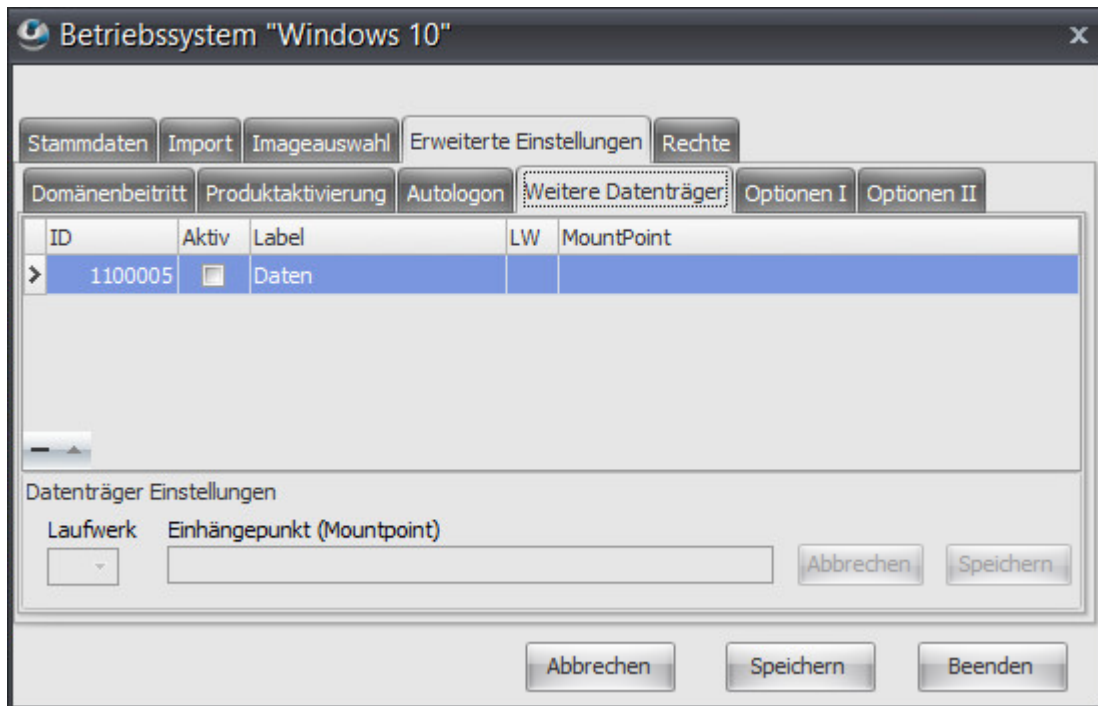 Betriebssystem "Windows 10"
Stammdaten Import Imageauswahl Erweiterte Einstellungen Rechte
Domänenbeitritt Produktaktivierung Autologon Weitere Datenträger Optionen I Optionen II
ID Aktiv Label LW MountPoint
1100005 Daten
Datenträger Einstellungen
Laufwerk Einhängepunkt (Mountpoint)
Abbrechen Speichern
Abbrechen Speichern Beenden